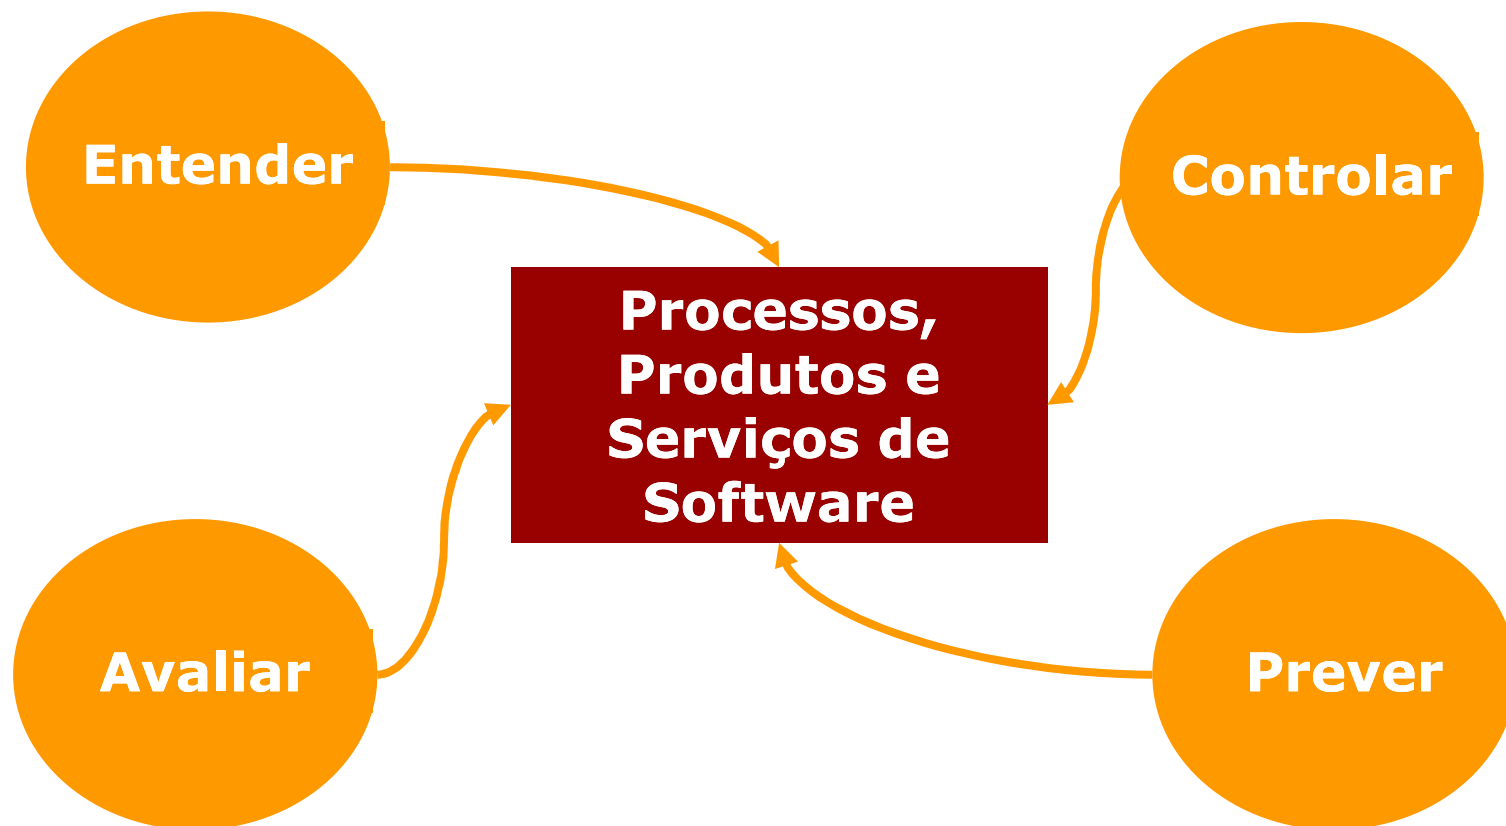 Entender
Controlar
Processos,
Produtos e
Serviços de
Software
Avaliar
Prever